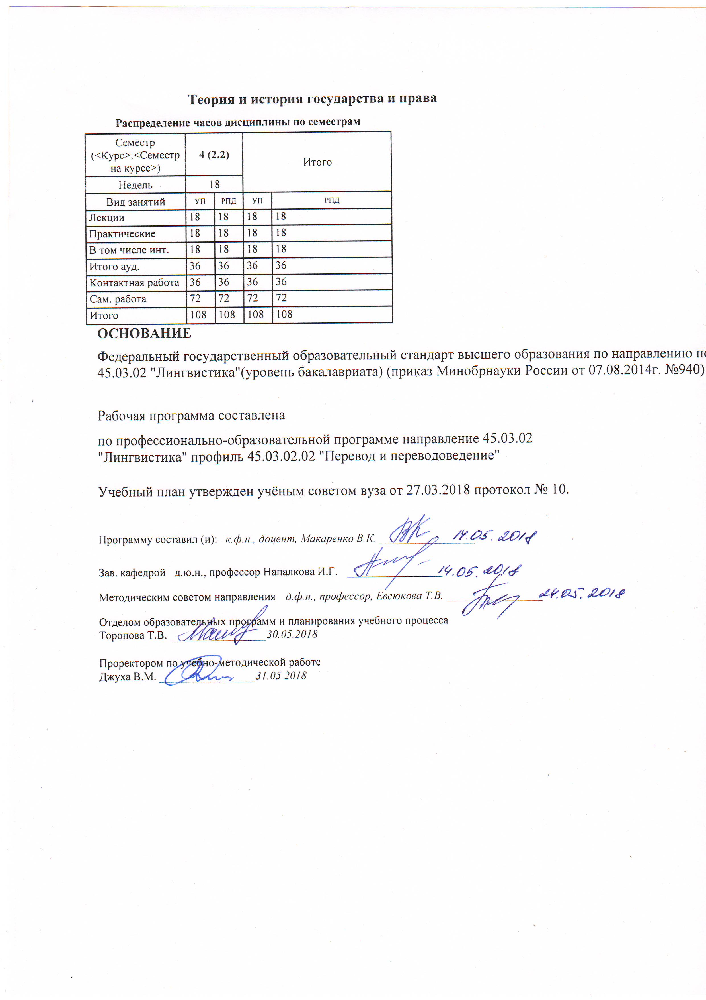 Теория и история государства и права
Распределение часов дисциплины по семестрам
Семестр
(<Курс>.<Семестр
на курсе>)
4 (2.2)
Итого
Недель 18
Вид занятий УП РПД УП РПД
Лекции 18 18 18 18
Практические 18 18 18 18
В том числе инт. 18 18 18 18
Итого ауд. 36 36 36 36
Контактная работа 36 36 36 36
Сам. работа 72 72 72 72
Итого 108 108 108 108
ОСНОВАНИЕ
Федеральный государственный образовательный стандарт высшего образования по направлению
45.03.02 "Лингвистика"(уровень бакалавриата) (приказ Минобрнауки России от 07.08.2014г. №940)
Рабочая программа составлена
по профессионально-образовательной программе направление 45.03.02
"Лингвистика" профиль 45.03.02.02 "Перевод и переводоведение"
Учебный план утвержден учёным советом вуза от 27.03.2018 протокол № 10.
Программу составил (и): к.ф.н., доцент, Макаренко В.К. 14.05.2018
Зав. кафедрой д.ю.н., профессор Напалкова И.Г. 14.05.2018
Методическим советом направления д.ф.н., профессор, Евсюкова Т.В. 24.05.2018
Отделом образовательных программ и планирования учебного процесса
Торопова Т.В. 30.05.2018
Проректором по учебно-методической работе
Джуха В.М. 31.05.2018